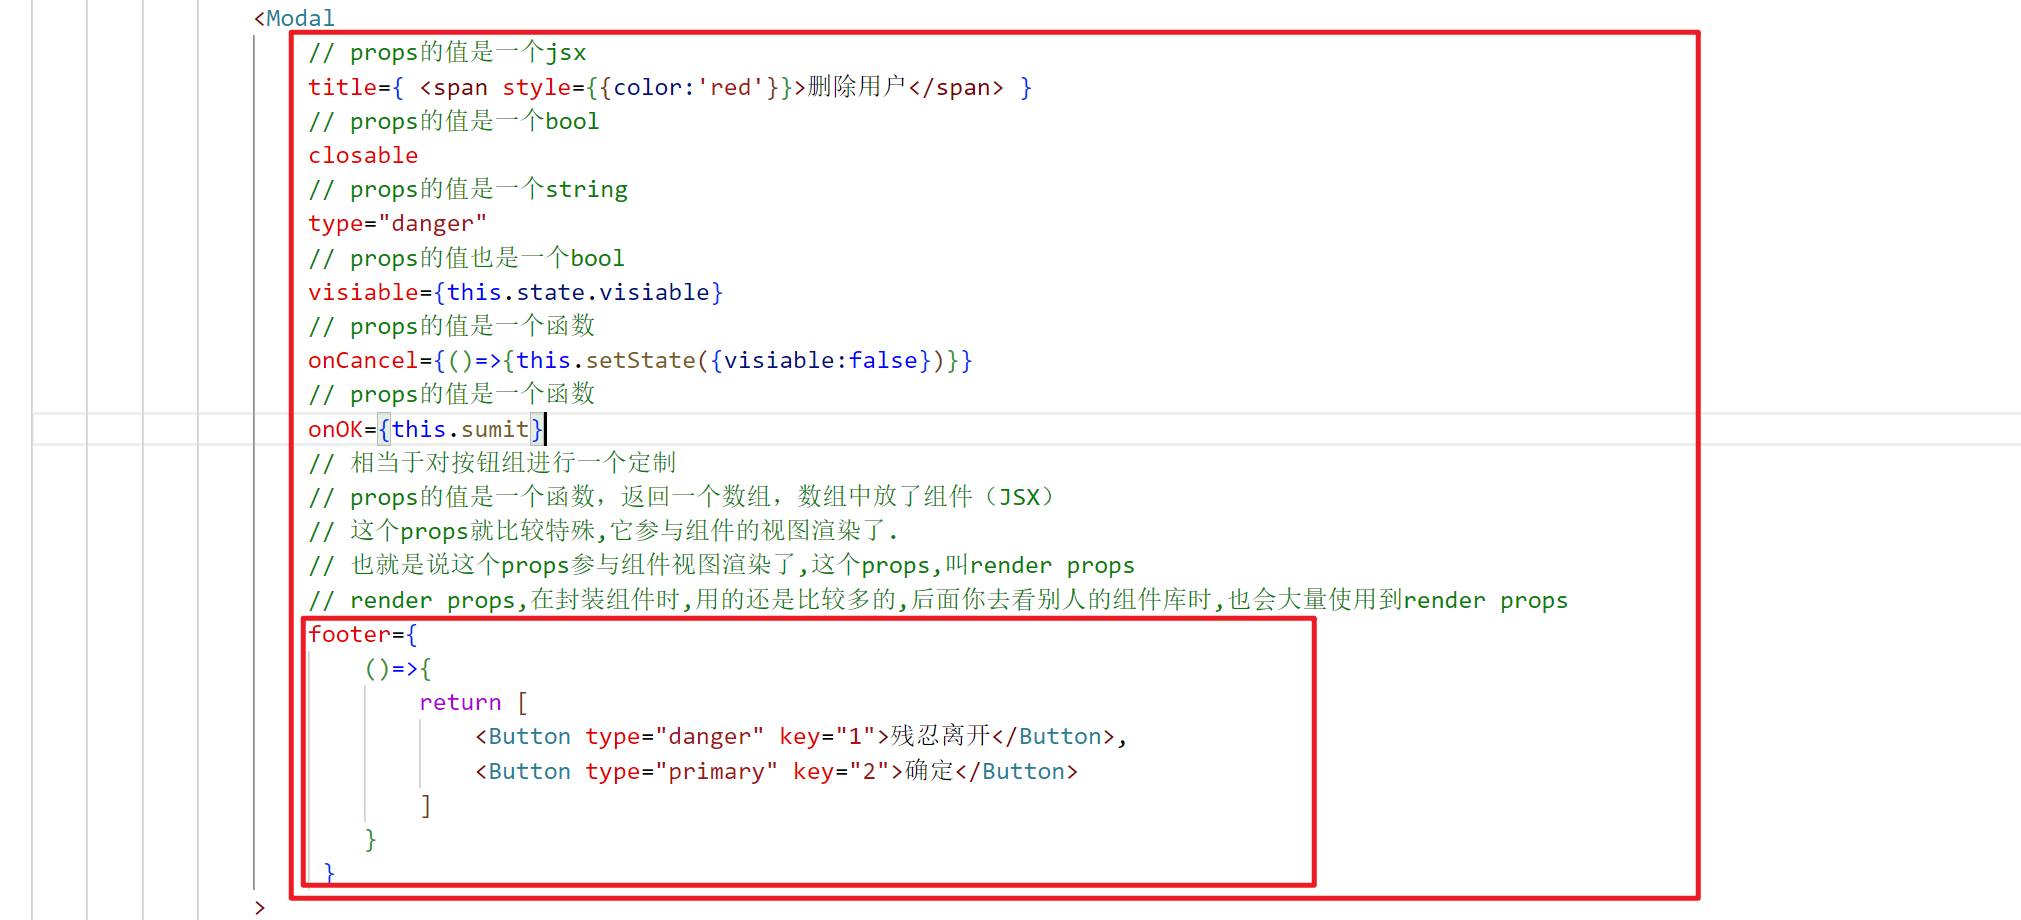 <Modal
// props的值是一个jsx
title={ <span style={{color:'red'}}>删除用户</span> }
// props的值是一个bool
closable
// props的值是一个string
type="danger"
// props的值也是一个bool
visiable={this.state.visiable}
// props的值是一个函数
onCancel={()=>{this.setState({visiable:false})}}
// props的值是一个函数
onOK={this.sumit}
// 相当于对按钮组进行一个定制
// props的值是一个函数，返回一个数组，数组中放了组件（JSX）
// 这个props就比较特殊,它参与组件的视图渲染了.
// 也就是说这个props参与组件视图渲染了,这个props,叫render props
// render props,在封装组件时,用的还是比较多的,后面你去看别人的组件库时,也会大量使用到render props
footer={
()=>{
return [
<Button type="danger" key="1">残忍离开</Button>,
<Button type="primary" key="2">确定</Button>
]
}
}
>